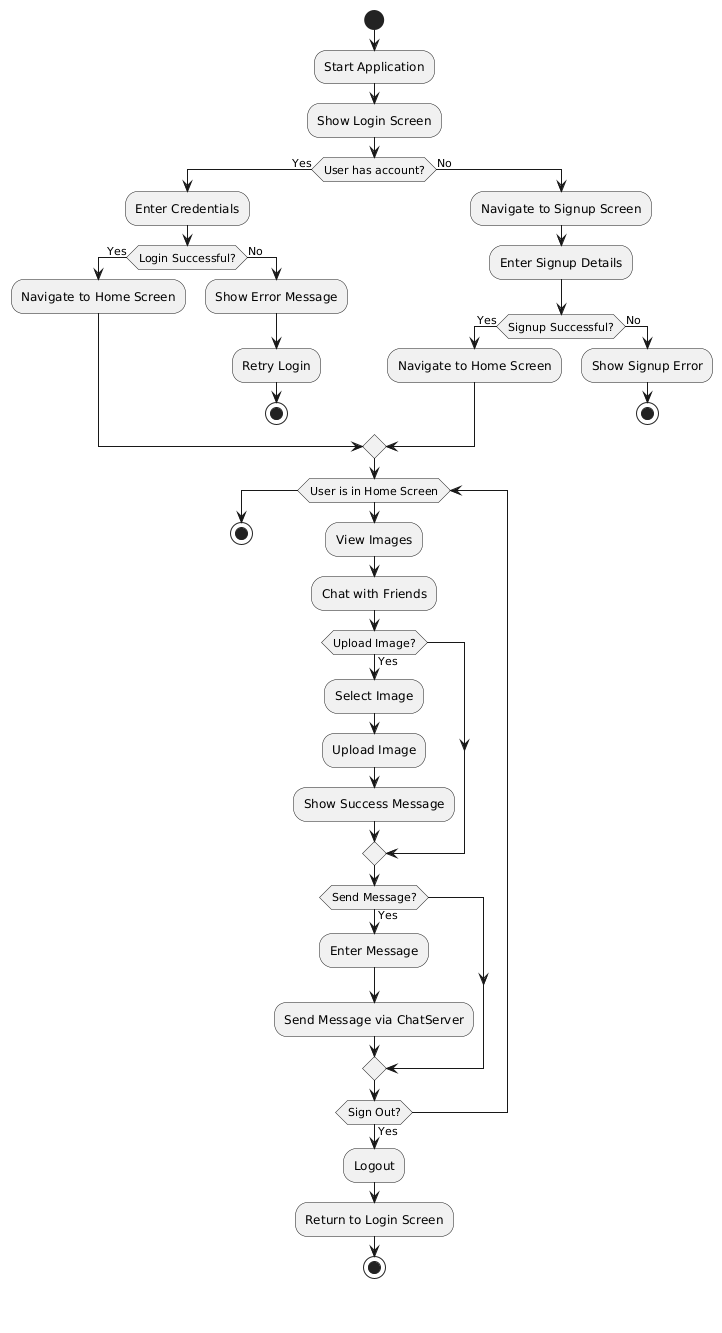 Start Application
Show Login Screen
Yes
User has account?
No
Enter Credentials
Navigate to Signup Screen
Yes
Login Successful?
No
Enter Signup Details
Navigate to Home Screen
Show Error Message
Yes
Signup Successful?
No
Retry Login
Navigate to Home Screen
Show Signup Error
User is in Home Screen
View Images
Chat with Friends
Upload Image?
Yes
Select Image
Upload Image
Show Success Message
Send Message?
Yes
Enter Message
Send Message via ChatServer
Sign Out?
Yes
Logout
Return to Login Screen